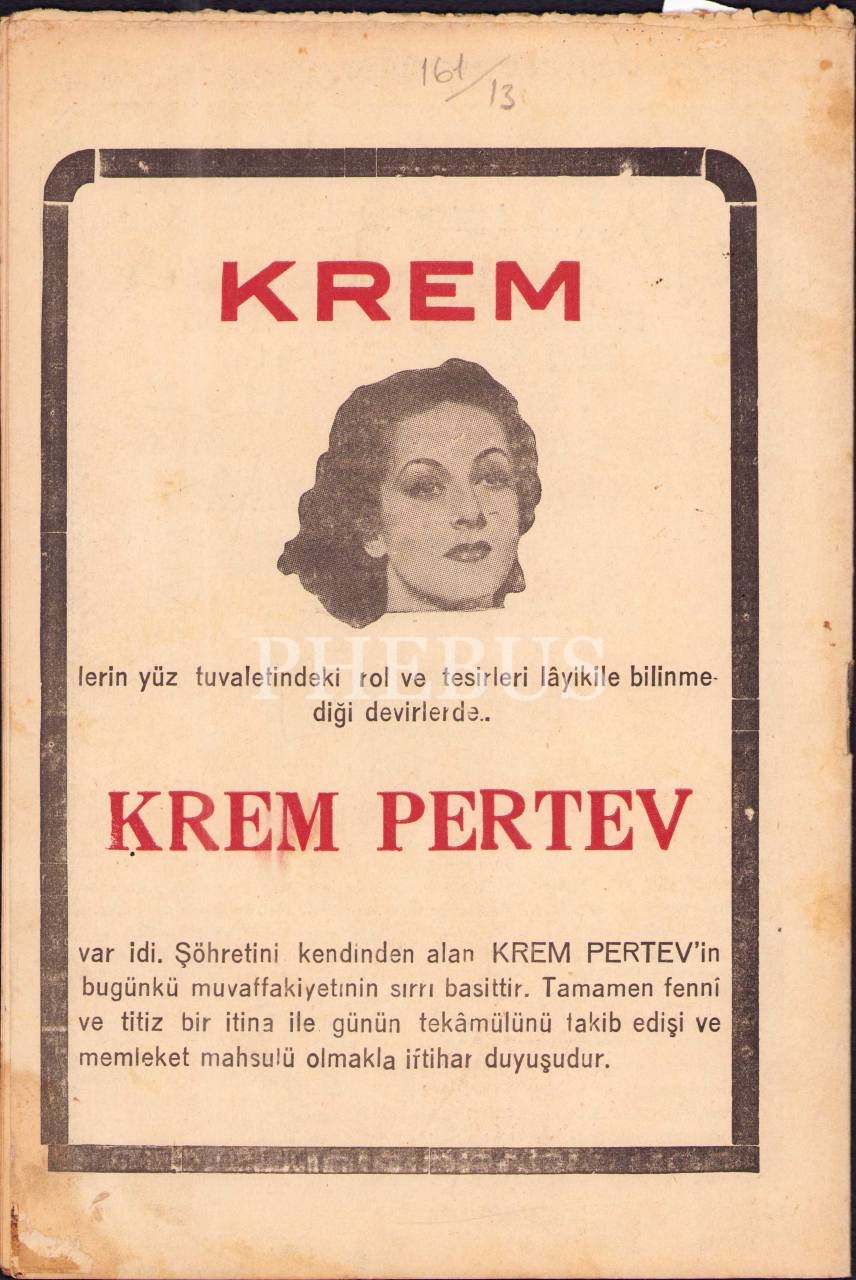 161/13
KREM
PHEBUS
lerin yüz tuvaletindeki rol ve tesirleri lâyikile bilinme-
diği devirlerde..
KREM PERTEV
var idi. Şöhretini kendinden alan KREM PERTEV'in
bugünkü muvaffakiyetinin sırrı basittir. Tamamen fennî
ve titiz bir itina ile günün tekâmülünü takib edişi ve
memleket mahsulü olmakla iftihar duyuşudur.